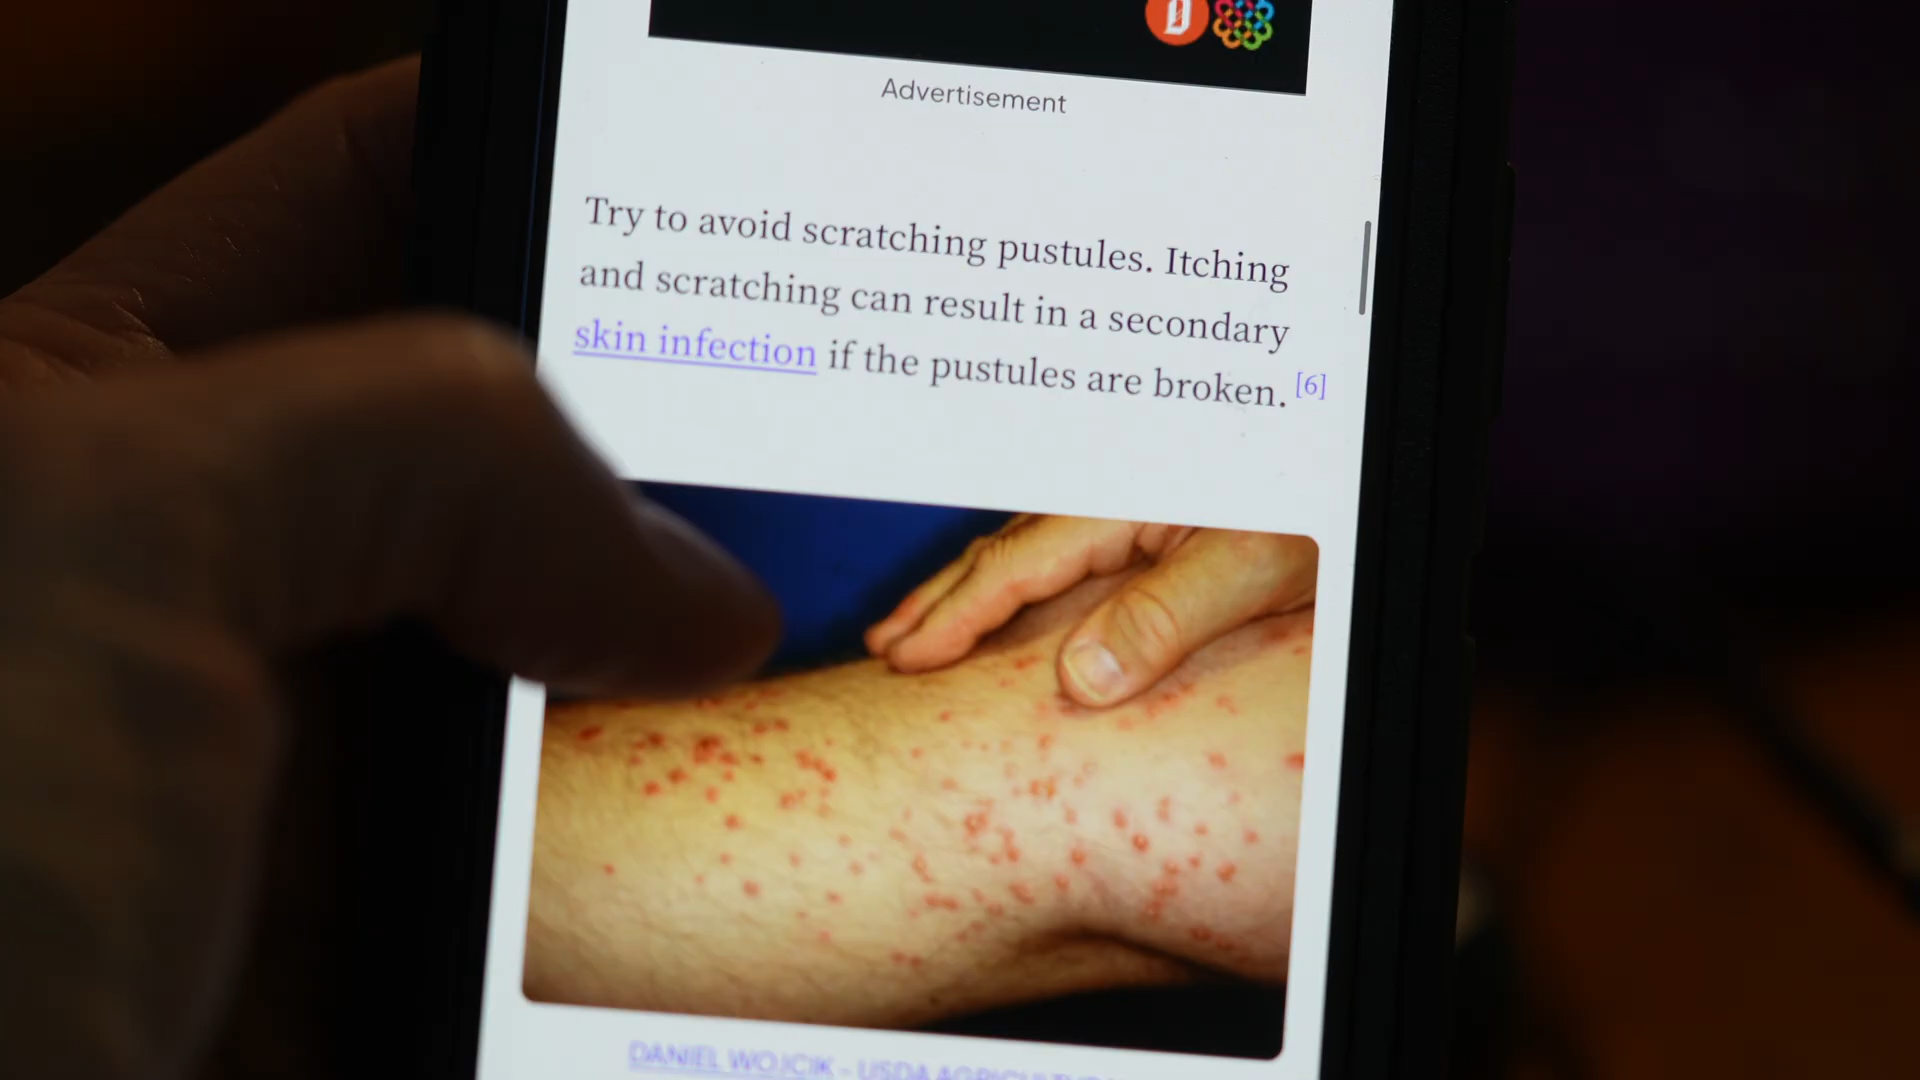 Advertisement
Try to avoid scratching pustules. Itching
and scratching can result in a secondary
skin infection if the pustules are broken. [6]
DANIEL WOJCIK - USDA AGRICULTURA